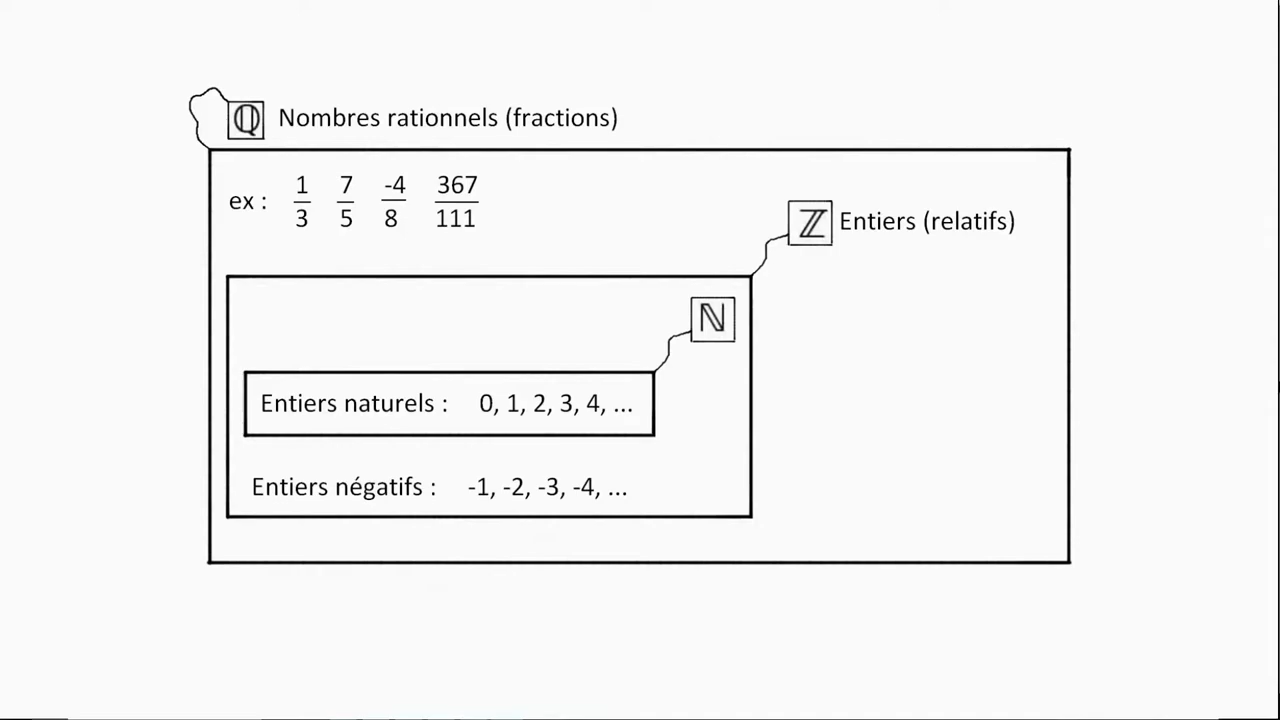 ℚ Nombres rationnels (fractions)
ex : 1/3 7/5 -4/8 367/111
ℤ Entiers (relatifs)
ℕ
Entiers naturels : 0, 1, 2, 3, 4, ...
Entiers négatifs : -1, -2, -3, -4, ...